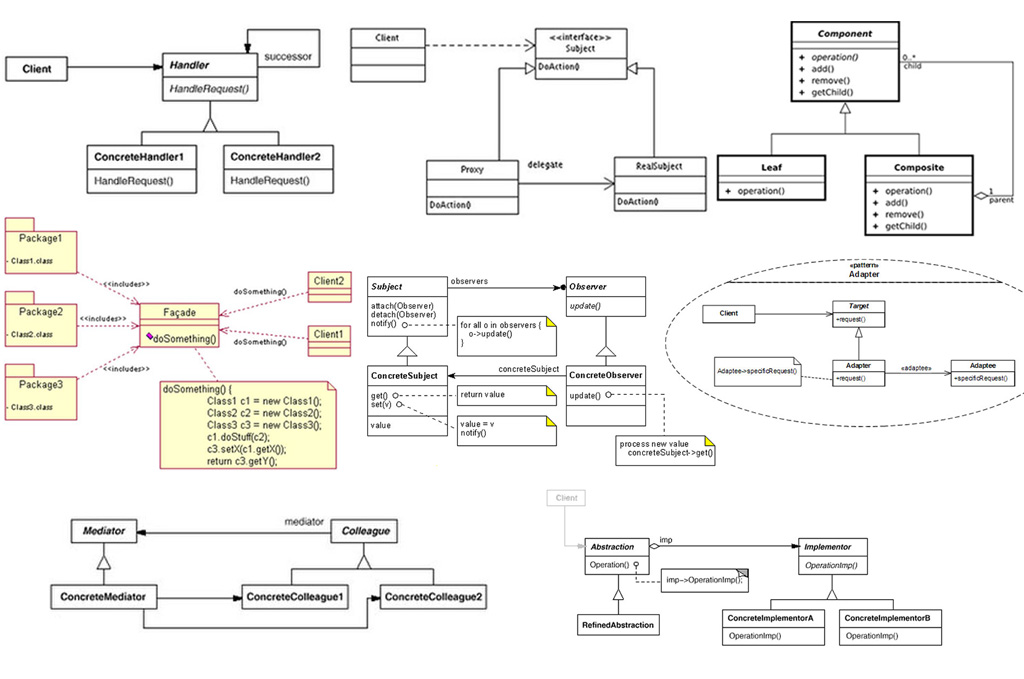 Client
Handler
HandleRequest()
successor
ConcreteHandler1
HandleRequest()
ConcreteHandler2
HandleRequest()
Client
<<interface>>
Subject
DoAction()
Proxy
DoAction()
delegate
RealSubject
DoAction()
Component
+ operation()
+ add()
+ remove()
+ getChild()
0..*
child
Leaf
+ operation()
Composite
+ operation()
+ add()
+ remove()
+ getChild()
1
parent
Package1
- Class1.class
Package2
- Class2.class
Package3
- Class3.class
<<includes>>
<<includes>>
<<includes>>
Façade
doSomething()
doSomething()
doSomething()
Client2
Client1
doSomething() {
Class1 c1 = new Class1();
Class2 c2 = new Class2();
Class3 c3 = new Class3();
c1.doStuff(c2);
c3.setX(c1.getX());
return c3.getY();
Subject
attach(Observer)
detach(Observer)
notify()
observers
Observer
update()
for all o in observers {
o->update()
}
ConcreteSubject
get()
set(v)
value
concreteSubject
ConcreteObserver
update()
return value
value = v
notify()
process new value
concreteSubject->get()
«pattern»
Adapter
Client
Target
+request()
Adaptee->specificRequest()
Adapter
+request()
«adaptee»
Adaptee
+specificRequest()
Mediator
mediator
Colleague
ConcreteMediator
ConcreteColleague1
ConcreteColleague2
Client
Abstraction
Operation()
imp
Implementor
OperationImp()
imp->OperationImp();
RefinedAbstraction
ConcreteImplementorA
OperationImp()
ConcreteImplementorB
OperationImp()